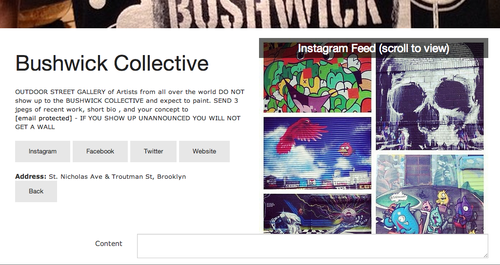 BUSHWICK
Instagram Feed (scroll to view)
Bushwick Collective
OUTDOOR STREET GALLERY of Artists from all over the world DO NOT
show up to the BUSHWICK COLLECTIVE and expect to paint. SEND 3
jpegs of recent work, short bio , and your concept to
[email protected] - IF YOU SHOW UP UNANNOUNCED YOU WILL NOT
GET A WALL
Instagram
Facebook
Twitter
Website
Address: St. Nicholas Ave & Troutman St, Brooklyn
Back
Content